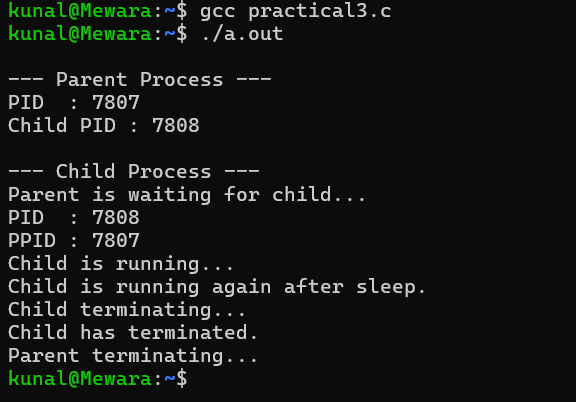 kunal@Mewara:~$ gcc practical3.c
kunal@Mewara:~$ ./a.out

--- Parent Process ---
PID  : 7807
Child PID : 7808

--- Child Process ---
Parent is waiting for child...
PID  : 7808
PPID : 7807
Child is running...
Child is running again after sleep.
Child terminating...
Child has terminated.
Parent terminating...
kunal@Mewara:~$